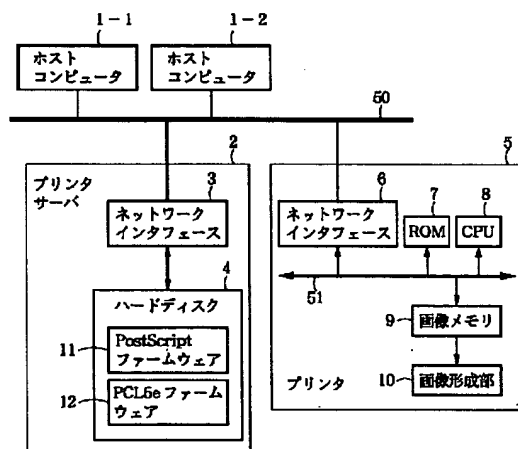 1-1
1-2
ホスト
コンピュータ
ホスト
コンピュータ
50
2
5
プリンタ
サーバ
3
ネットワーク
インタフェース
6
ネットワーク
インタフェース
7
ROM
8
CPU
51
4
ハードディスク
11
PostScript
ファームウェア
12
PCL5eファーム
ウェア
9
画像メモリ
10
画像形成部
プリンタ